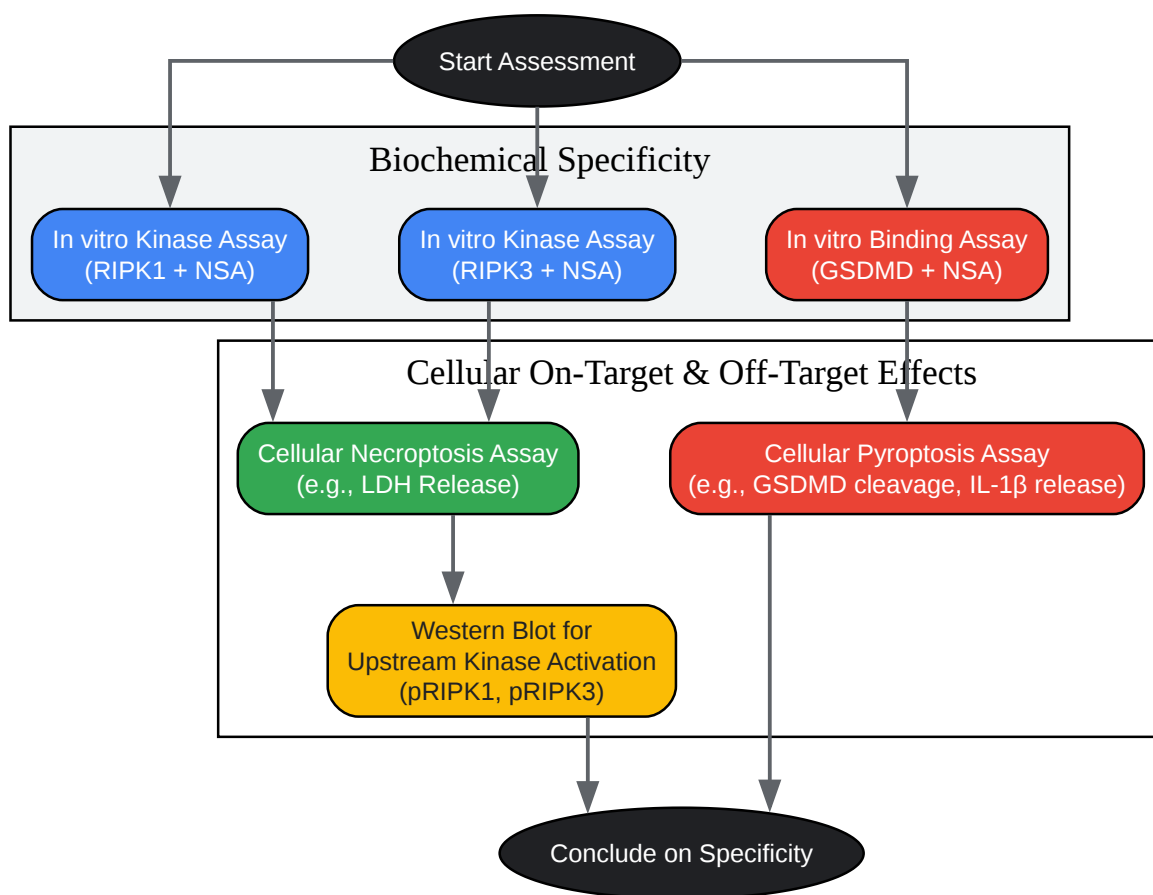 Start Assessment
Biochemical Specificity
In vitro Kinase Assay
(RIPK1 + NSA)
In vitro Kinase Assay
(RIPK3 + NSA)
In vitro Binding Assay
(GSDMD + NSA)
Cellular On-Target & Off-Target Effects
Cellular Necroptosis Assay
(e.g., LDH Release)
Cellular Pyroptosis Assay
(e.g., GSDMD cleavage, IL-1β release)
Western Blot for
Upstream Kinase Activation
(pRIPK1, pRIPK3)
Conclude on Specificity